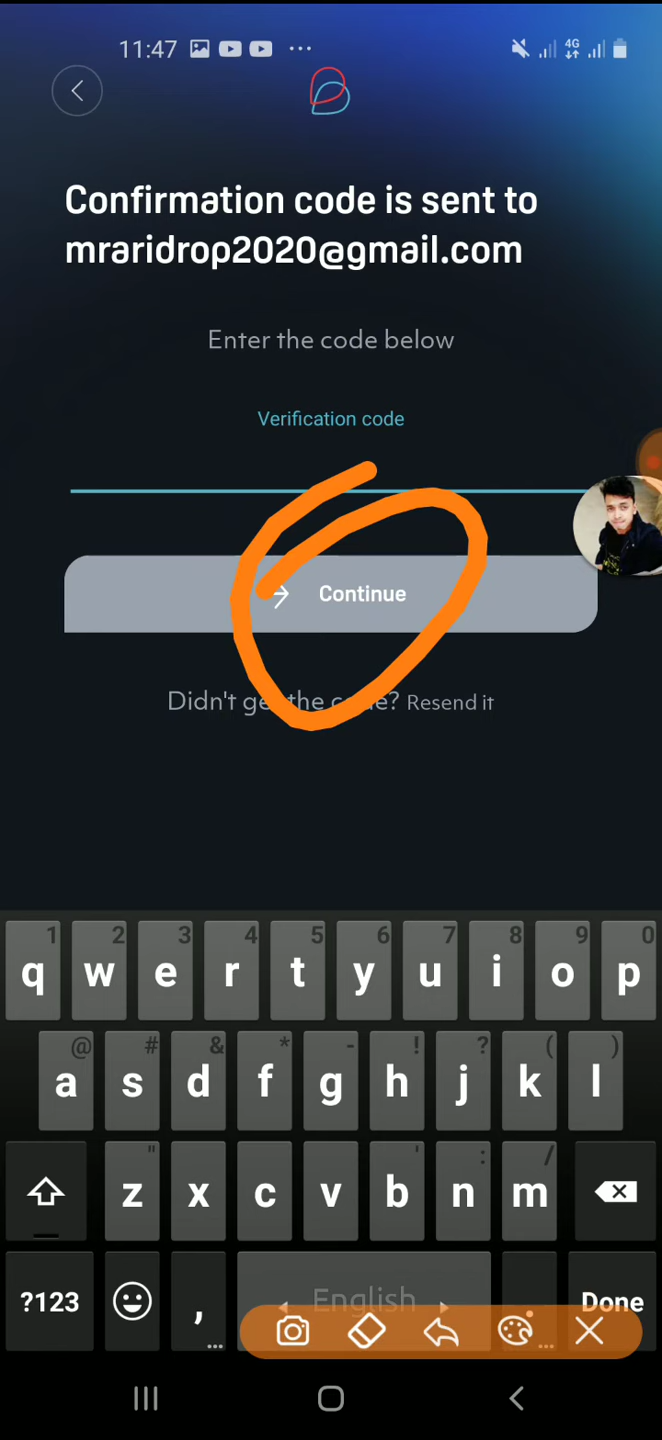 11:47
4G
Confirmation code is sent to
mraridrop2020@gmail.com
Enter the code below
Verification code
Continue
Didn't get the code? Resend it
1 2 3 4 5 6 7 8 9 0
q w e r t y u i o p
@ # & * - ! ? ( )
a s d f g h j k l
" ' : /
z x c v b n m
?123 , English Done